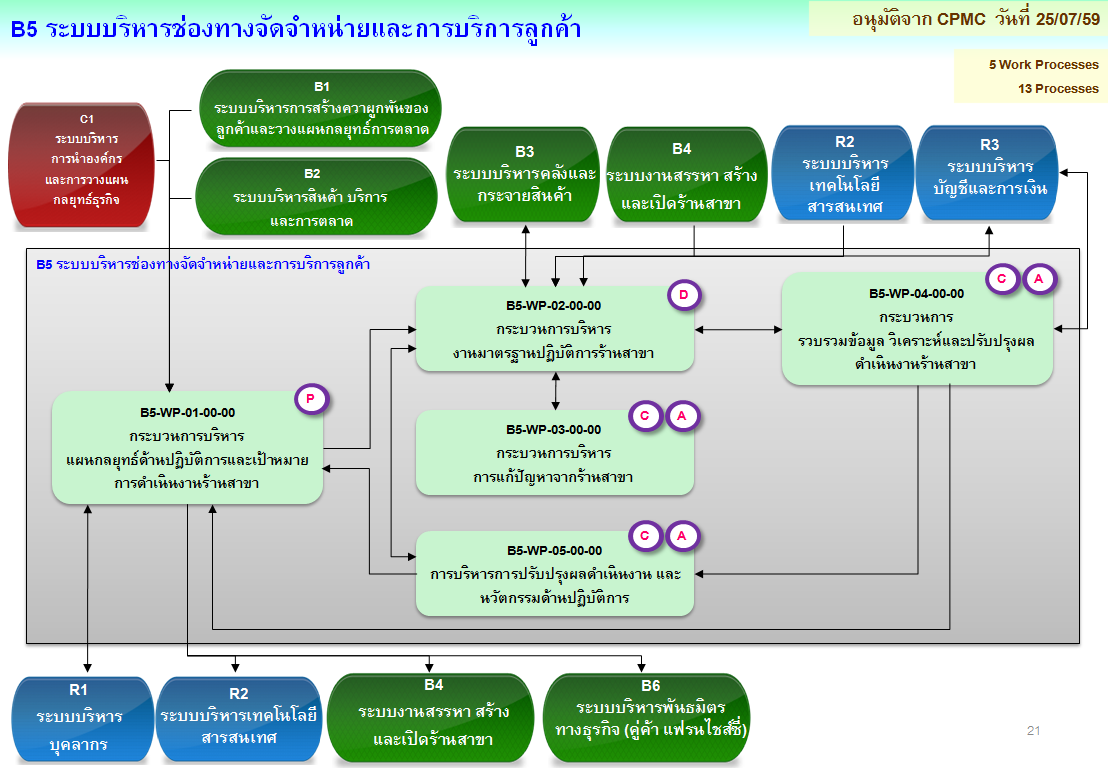 B5 ระบบบริหารช่องทางจัดจำหน่ายและการบริการลูกค้า
อนุมัติจาก CPMC วันที่ 25/07/59
5 Work Processes
13 Processes
C1
ระบบบริหาร
การนำองค์กร
และการวางแผน
กลยุทธ์ธุรกิจ
B1
ระบบบริหารการสร้างความผูกพันของ
ลูกค้าและวางแผนกลยุทธ์การตลาด
B2
ระบบบริหารสินค้า บริการ
และการตลาด
B3
ระบบบริหารคลังและ
กระจายสินค้า
B4
ระบบงานสรรหา สร้าง
และเปิดร้านสาขา
R2
ระบบบริหาร
เทคโนโลยี
สารสนเทศ
R3
ระบบบริหาร
บัญชีและการเงิน
B5 ระบบบริหารช่องทางจัดจำหน่ายและการบริการลูกค้า
D
B5-WP-02-00-00
กระบวนการบริหาร
งานมาตรฐานปฏิบัติการร้านสาขา
C
A
B5-WP-04-00-00
กระบวนการ
รวบรวมข้อมูล วิเคราะห์และปรับปรุงผล
ดำเนินงานร้านสาขา
P
B5-WP-01-00-00
กระบวนการบริหาร
แผนกลยุทธ์ด้านปฏิบัติการและเป้าหมาย
การดำเนินงานร้านสาขา
C
A
B5-WP-03-00-00
กระบวนการบริหาร
การแก้ปัญหาจากร้านสาขา
C
A
B5-WP-05-00-00
การบริหารการปรับปรุงผลดำเนินงาน และ
นวัตกรรมด้านปฏิบัติการ
R1
ระบบบริหาร
บุคลากร
R2
ระบบบริหารเทคโนโลยี
สารสนเทศ
B4
ระบบงานสรรหา สร้าง
และเปิดร้านสาขา
B6
ระบบบริหารพันธมิตร
ทางธุรกิจ (คู่ค้า แฟรนไชส์ซี่)
21